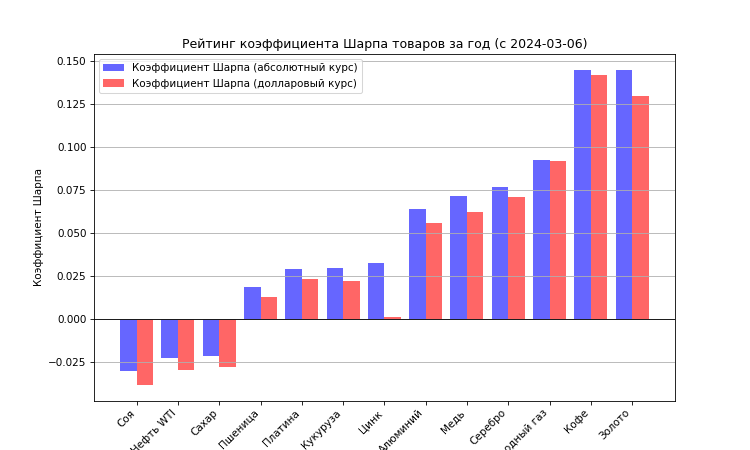 Рейтинг коэффициента Шарпа товаров за год (с 2024-03-06)
Коэффициент Шарпа (абсолютный курс)
Коэффициент Шарпа (долларовый курс)
Коэффициент Шарпа
0.150
0.125
0.100
0.075
0.050
0.025
0.000
−0.025
Соя
Нефть WTI
Сахар
Пшеница
Платина
Кукуруза
Цинк
Алюминий
Медь
Серебро
газ
Кофе
Золото